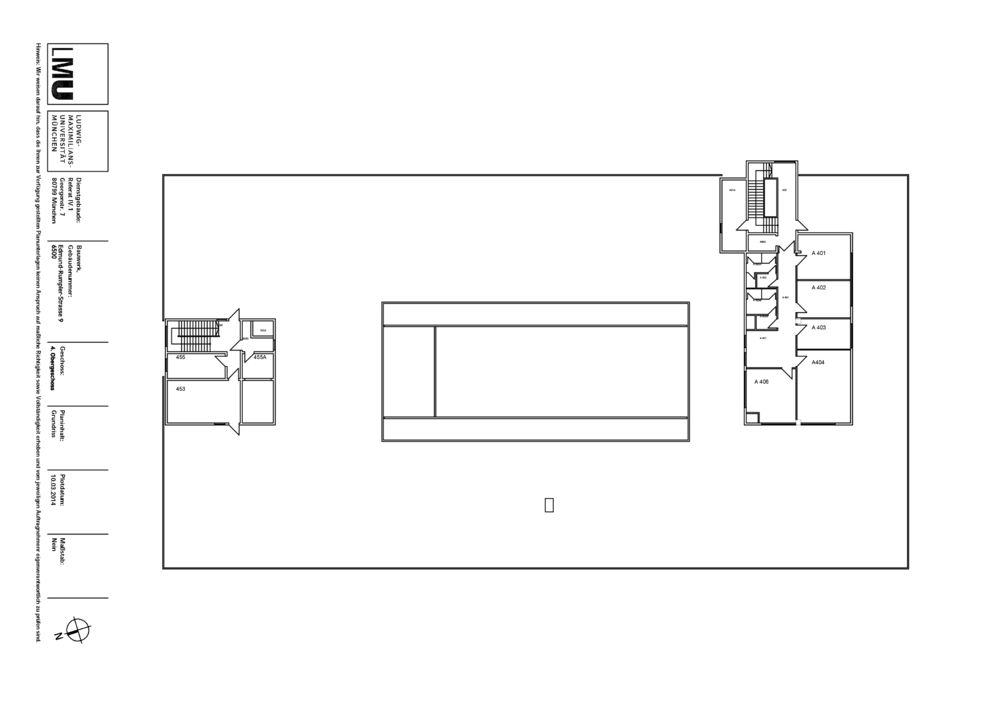 LMU
LUDWIG-
MAXIMILIANS-
UNIVERSITÄT
MÜNCHEN
Dienstgebäude:
Referat IV.1
Georgenstr. 7
80799 München
Bauwerk,
Gebäudenummer:
Edmund-Rumpler-Strasse 9
6500
Geschoss:
4. Obergeschoss
Planinhalt:
Grundriss
Plotdatum:
10.03.2014
Maßstab:
Nein
N
Hinweis: Wir weisen darauf hin, dass die Ihnen zur Verfügung gestellten Planunterlagen keinen Anspruch auf maßliche Richtigkeit sowie Vollständigkeit erheben und vom jeweiligen Auftragnehmer eigenverantwortlich zu prüfen sind.
A 401
A 402
A 403
A404
A 406
455
455A
453